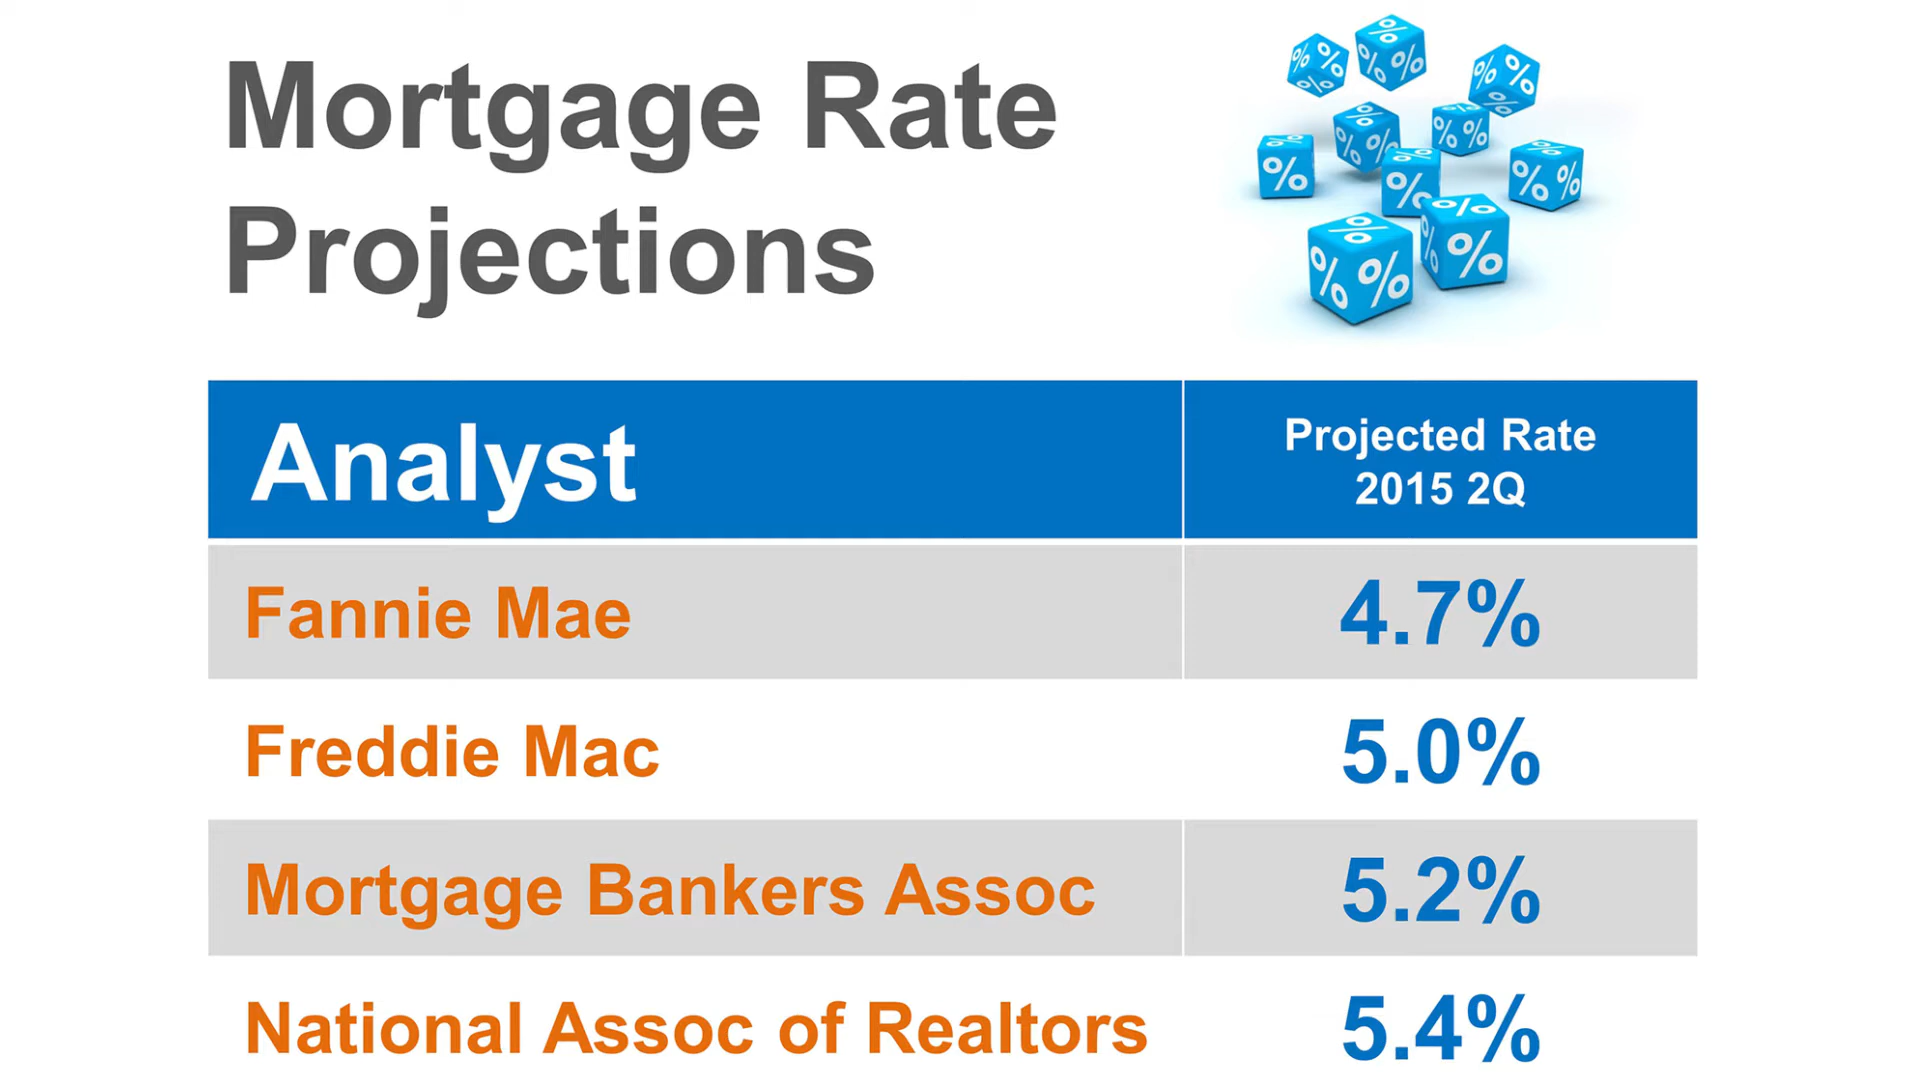 Mortgage Rate
Projections
Analyst
Projected Rate
2015 2Q
Fannie Mae
4.7%
Freddie Mac
5.0%
Mortgage Bankers Assoc
5.2%
National Assoc of Realtors
5.4%